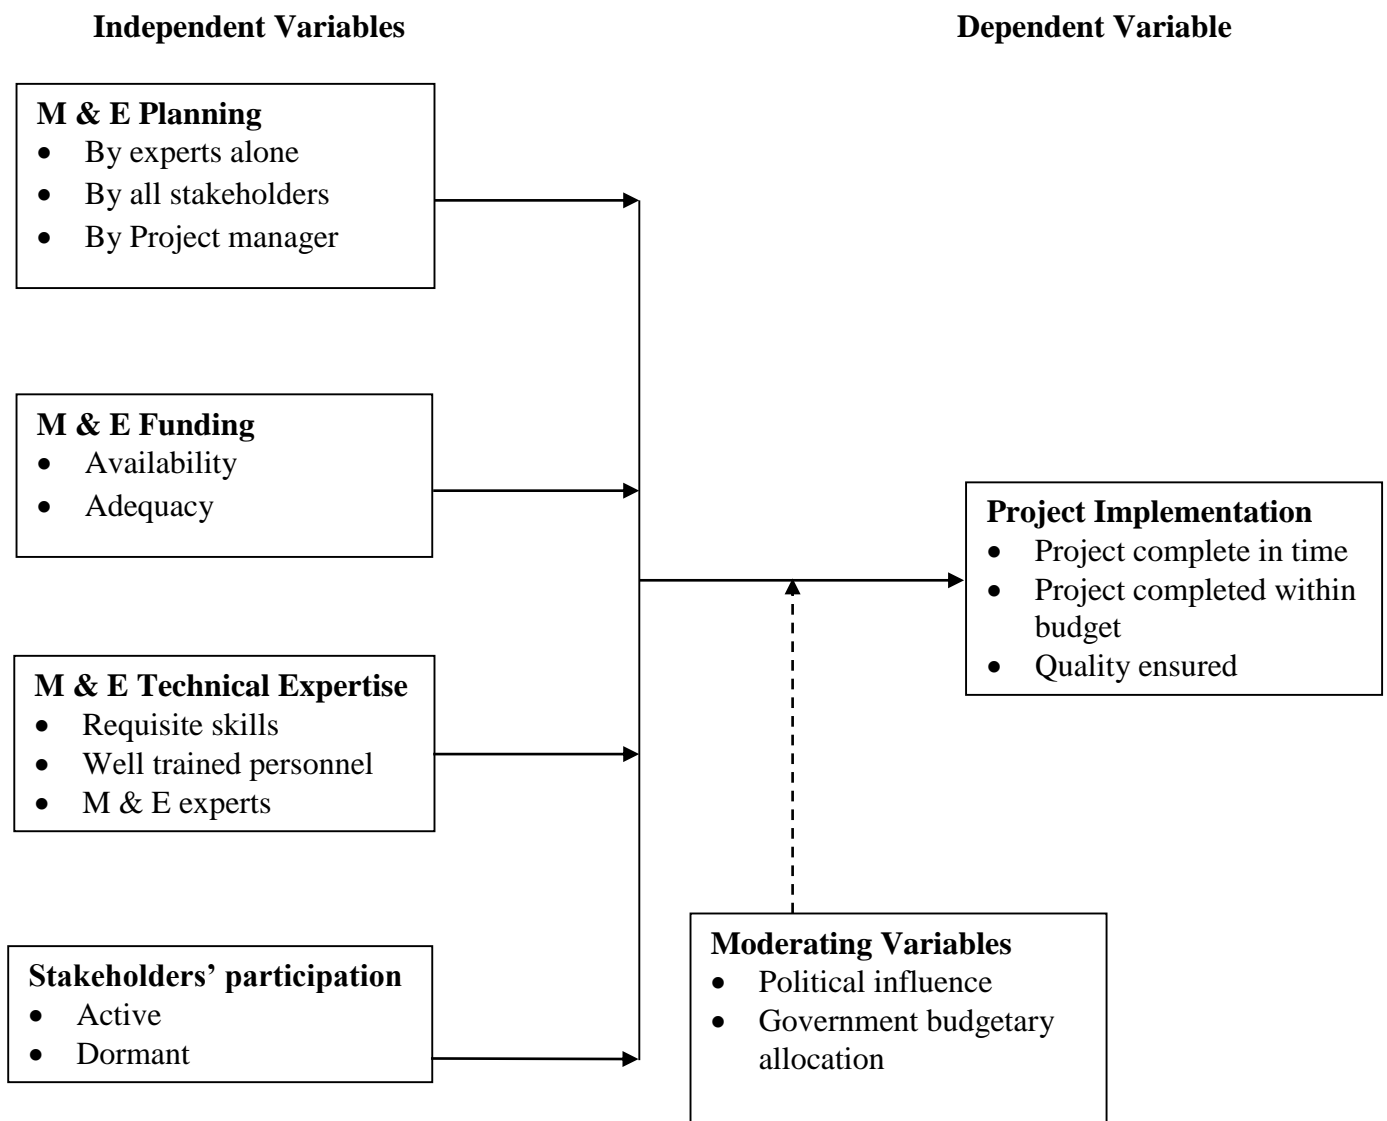 Independent Variables
Dependent Variable
M & E Planning
• By experts alone
• By all stakeholders
• By Project manager
M & E Funding
• Availability
• Adequacy
Project Implementation
• Project complete in time
• Project completed within
budget
• Quality ensured
M & E Technical Expertise
• Requisite skills
• Well trained personnel
• M & E experts
Stakeholders’ participation
• Active
• Dormant
Moderating Variables
• Political influence
• Government budgetary
allocation